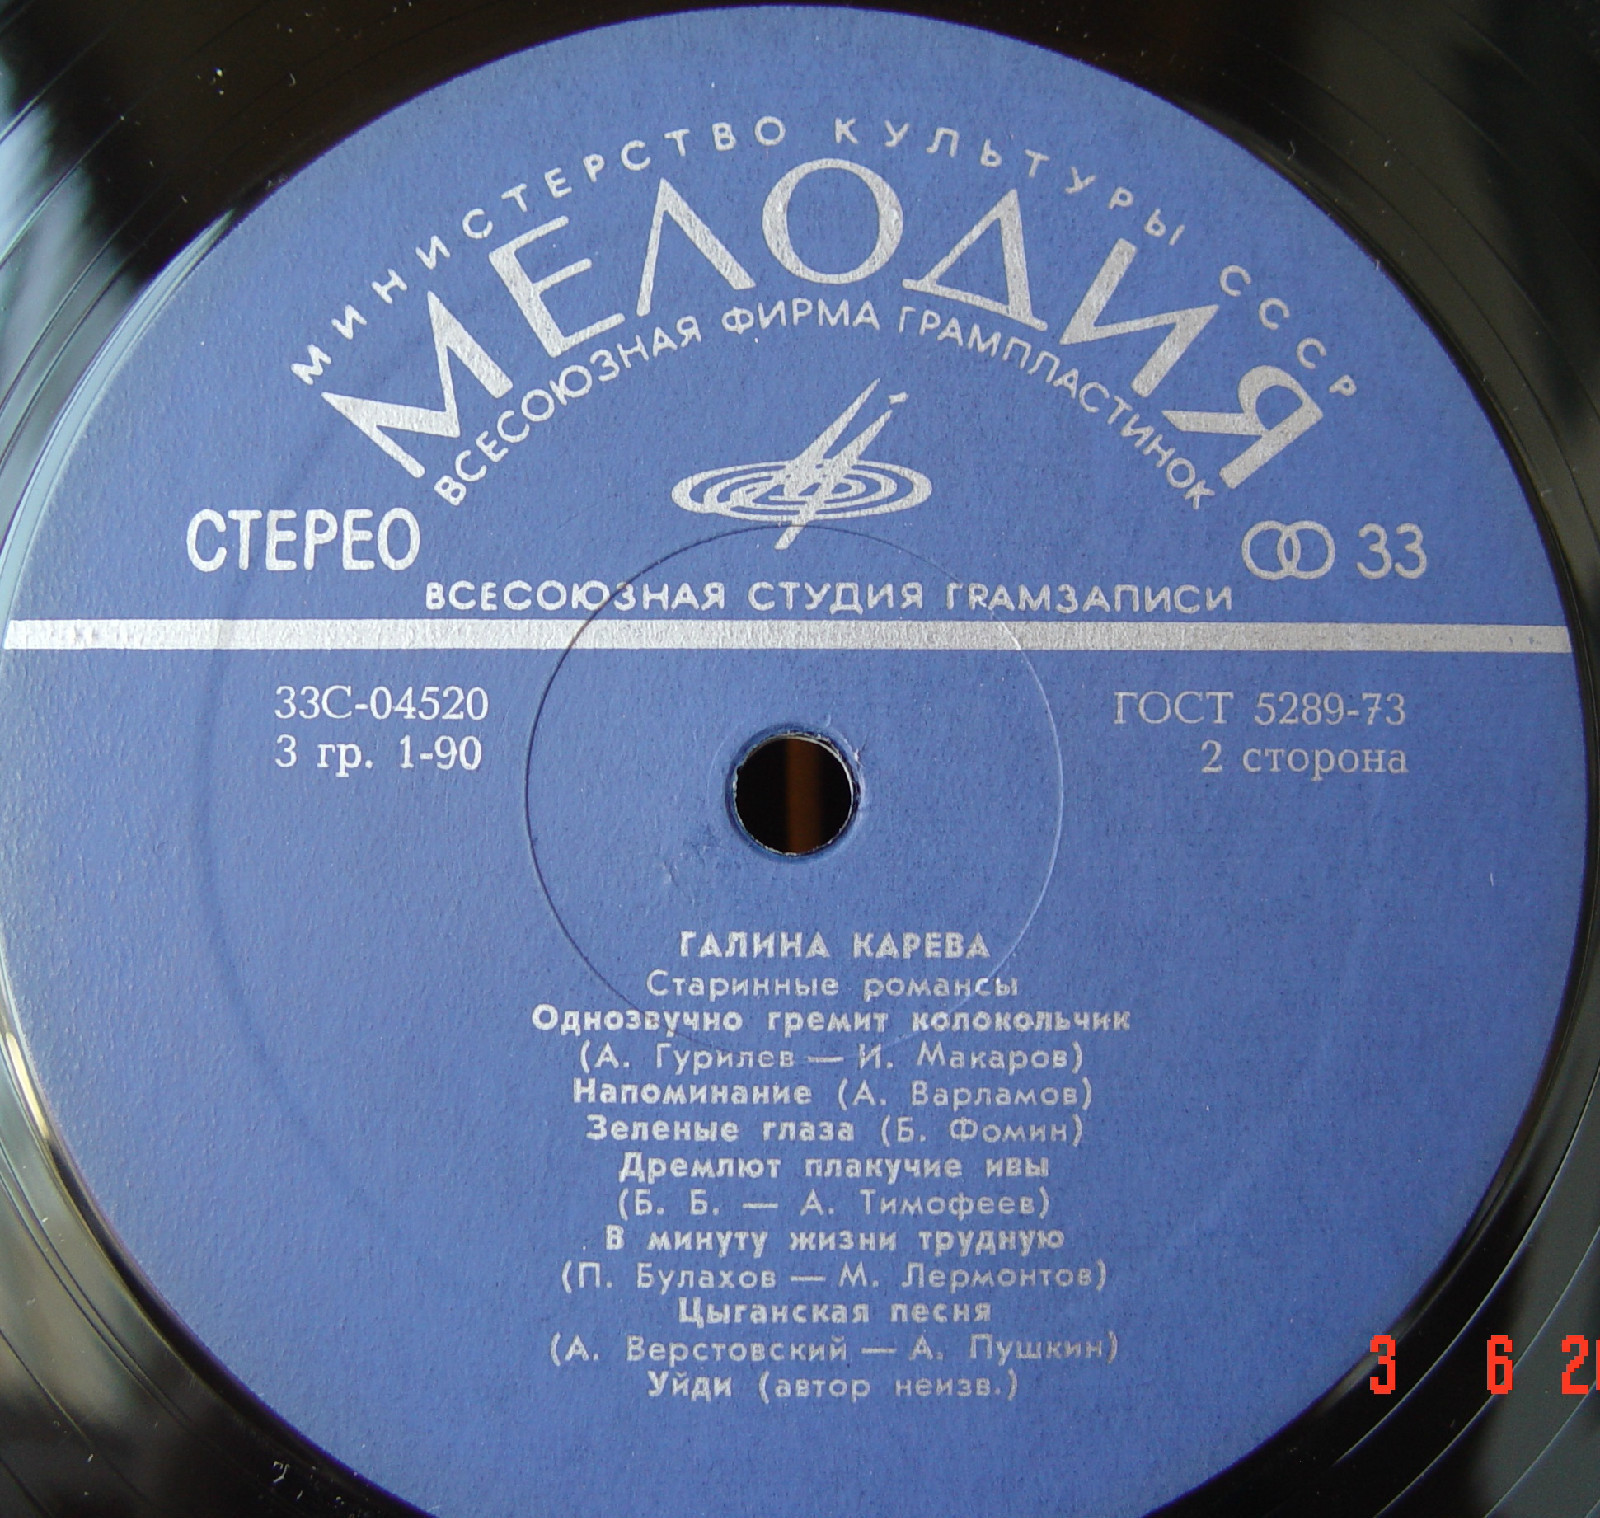 МИНИСТЕРСТВО КУЛЬТУРЫ СССР
МЕЛОДИЯ
ВСЕСОЮЗНАЯ ФИРМА ГРАМПЛАСТИНОК
СТЕРЕО
33
ВСЕСОЮЗНАЯ СТУДИЯ ГРАМЗАПИСИ
33С-04520
3 гр. 1-90
ГОСТ 5289-73
2 сторона
ГАЛИНА КАРЕВА
Старинные романсы
Однозвучно гремит колокольчик
(А. Гурилев — И. Макаров)
Напоминание (А. Варламов)
Зеленые глаза (Б. Фомин)
Дремлют плакучие ивы
(Б. Б. — А. Тимофеев)
В минуту жизни трудную
(П. Булахов — М. Лермонтов)
Цыганская песня
(А. Верстовский — А. Пушкин)
Уйди (автор неизв.)
3 6